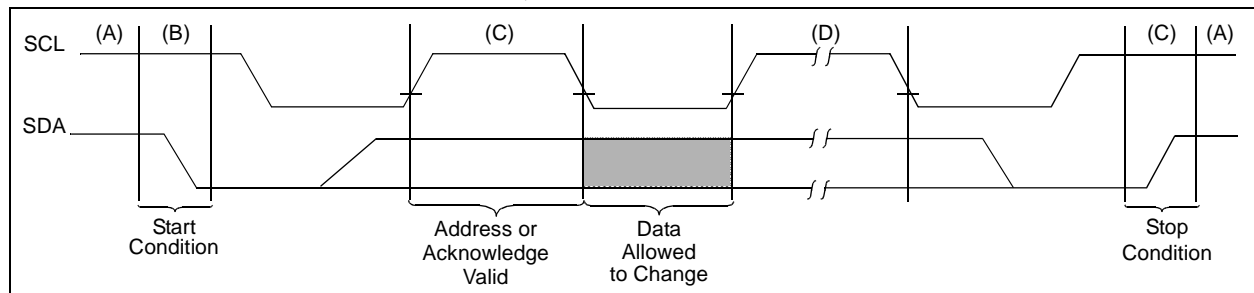 (A) (B) (C) (D) (C) (A)
SCL
SDA
Start
Condition
Address or
Acknowledge
Valid
Data
Allowed
to Change
Stop
Condition